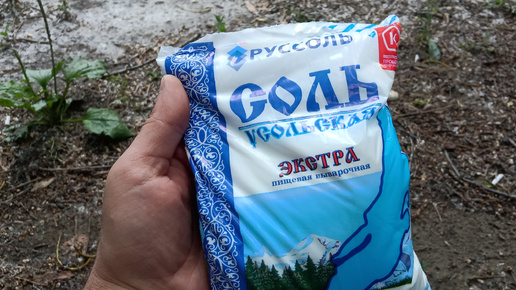 РУССОЛЬ
СОЛЬ
УСОЛЬСКАЯ
ЭКСТРА
пищевая выварочная